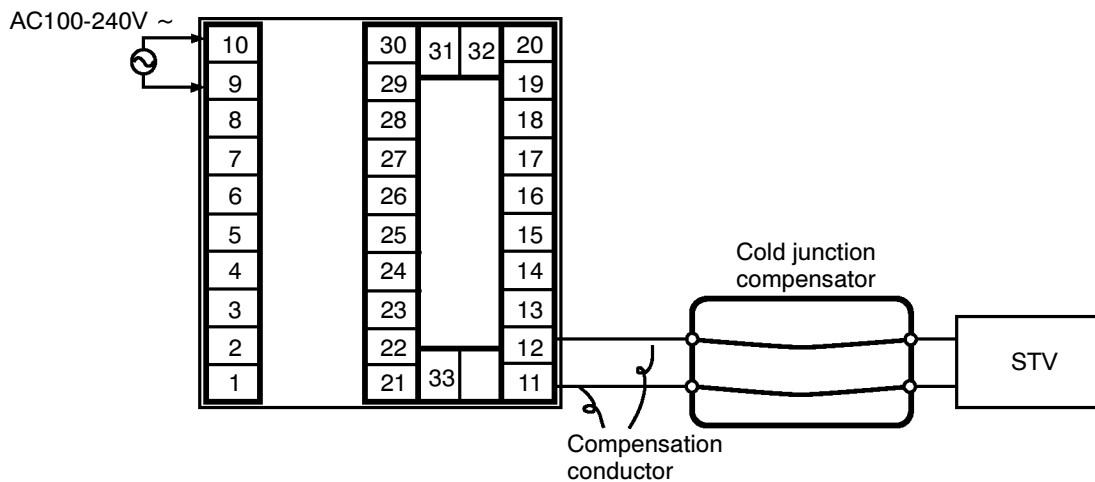 AC100-240V ~
10 30 31 32 20
9 29 19
8 28 18
7 27 17
6 26 16
5 25 15
4 24 14
3 23 13
2 22 12
1 21 33 11
Cold junction
compensator
STV
Compensation
conductor